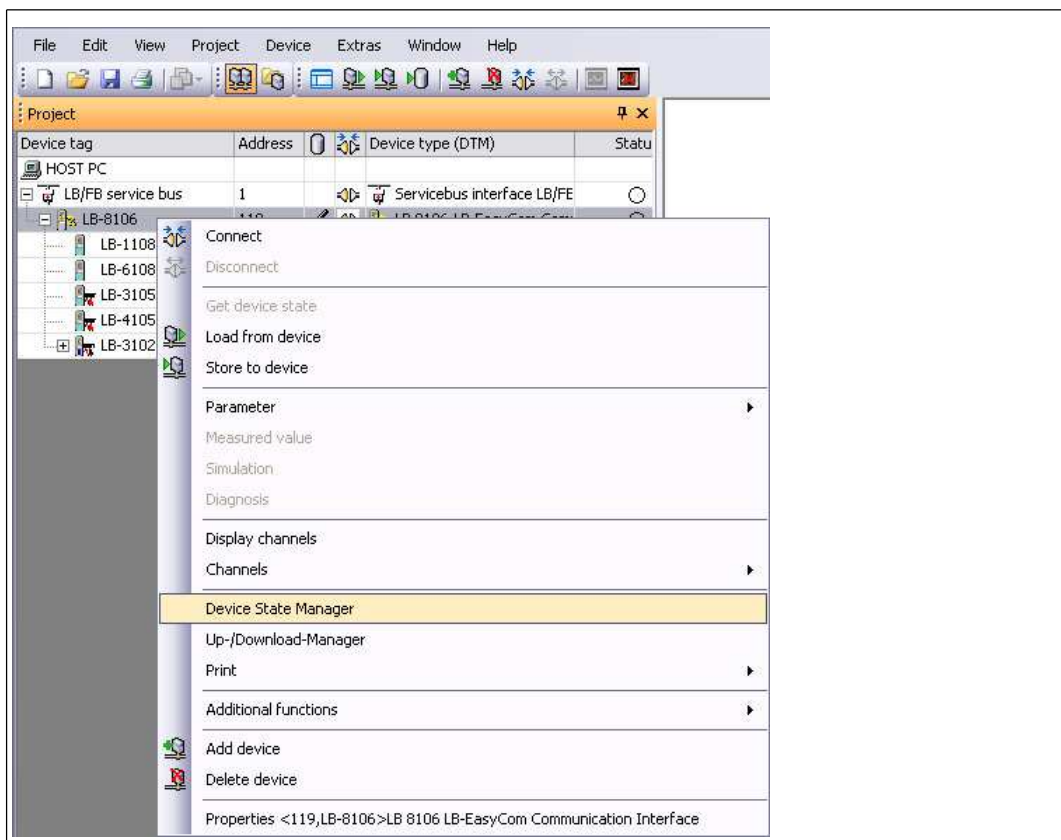 File Edit View Project Device Extras Window Help
Project
Device tag Address Device type (DTM) Statu
HOST PC
LB/FB service bus 1 Servicebus interface LB/FE
LB-8106
LB-1108 Connect
LB-6108 Disconnect
LB-3105
LB-4105 Get device state
LB-3102 Load from device
Store to device
Parameter
Measured value
Simulation
Diagnosis
Display channels
Channels
Device State Manager
Up-/Download-Manager
Print
Additional functions
Add device
Delete device
Properties <119,LB-8106>LB 8106 LB-EasyCom Communication Interface